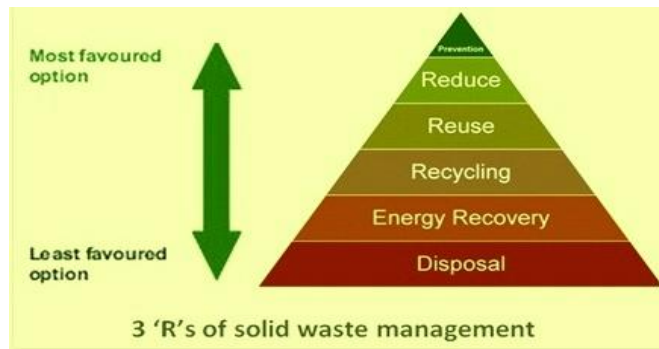 Most favoured
option
Prevention
Reduce
Reuse
Recycling
Energy Recovery
Least favoured
option
Disposal
3 ‘R’s of solid waste management